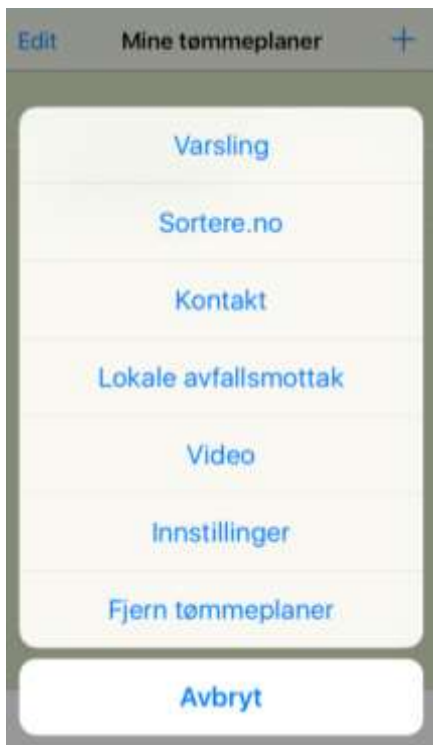 Edit Mine tømmeplaner +
Varsling
Sortere.no
Kontakt
Lokale avfallsmottak
Video
Innstillinger
Fjern tømmeplaner
Avbryt